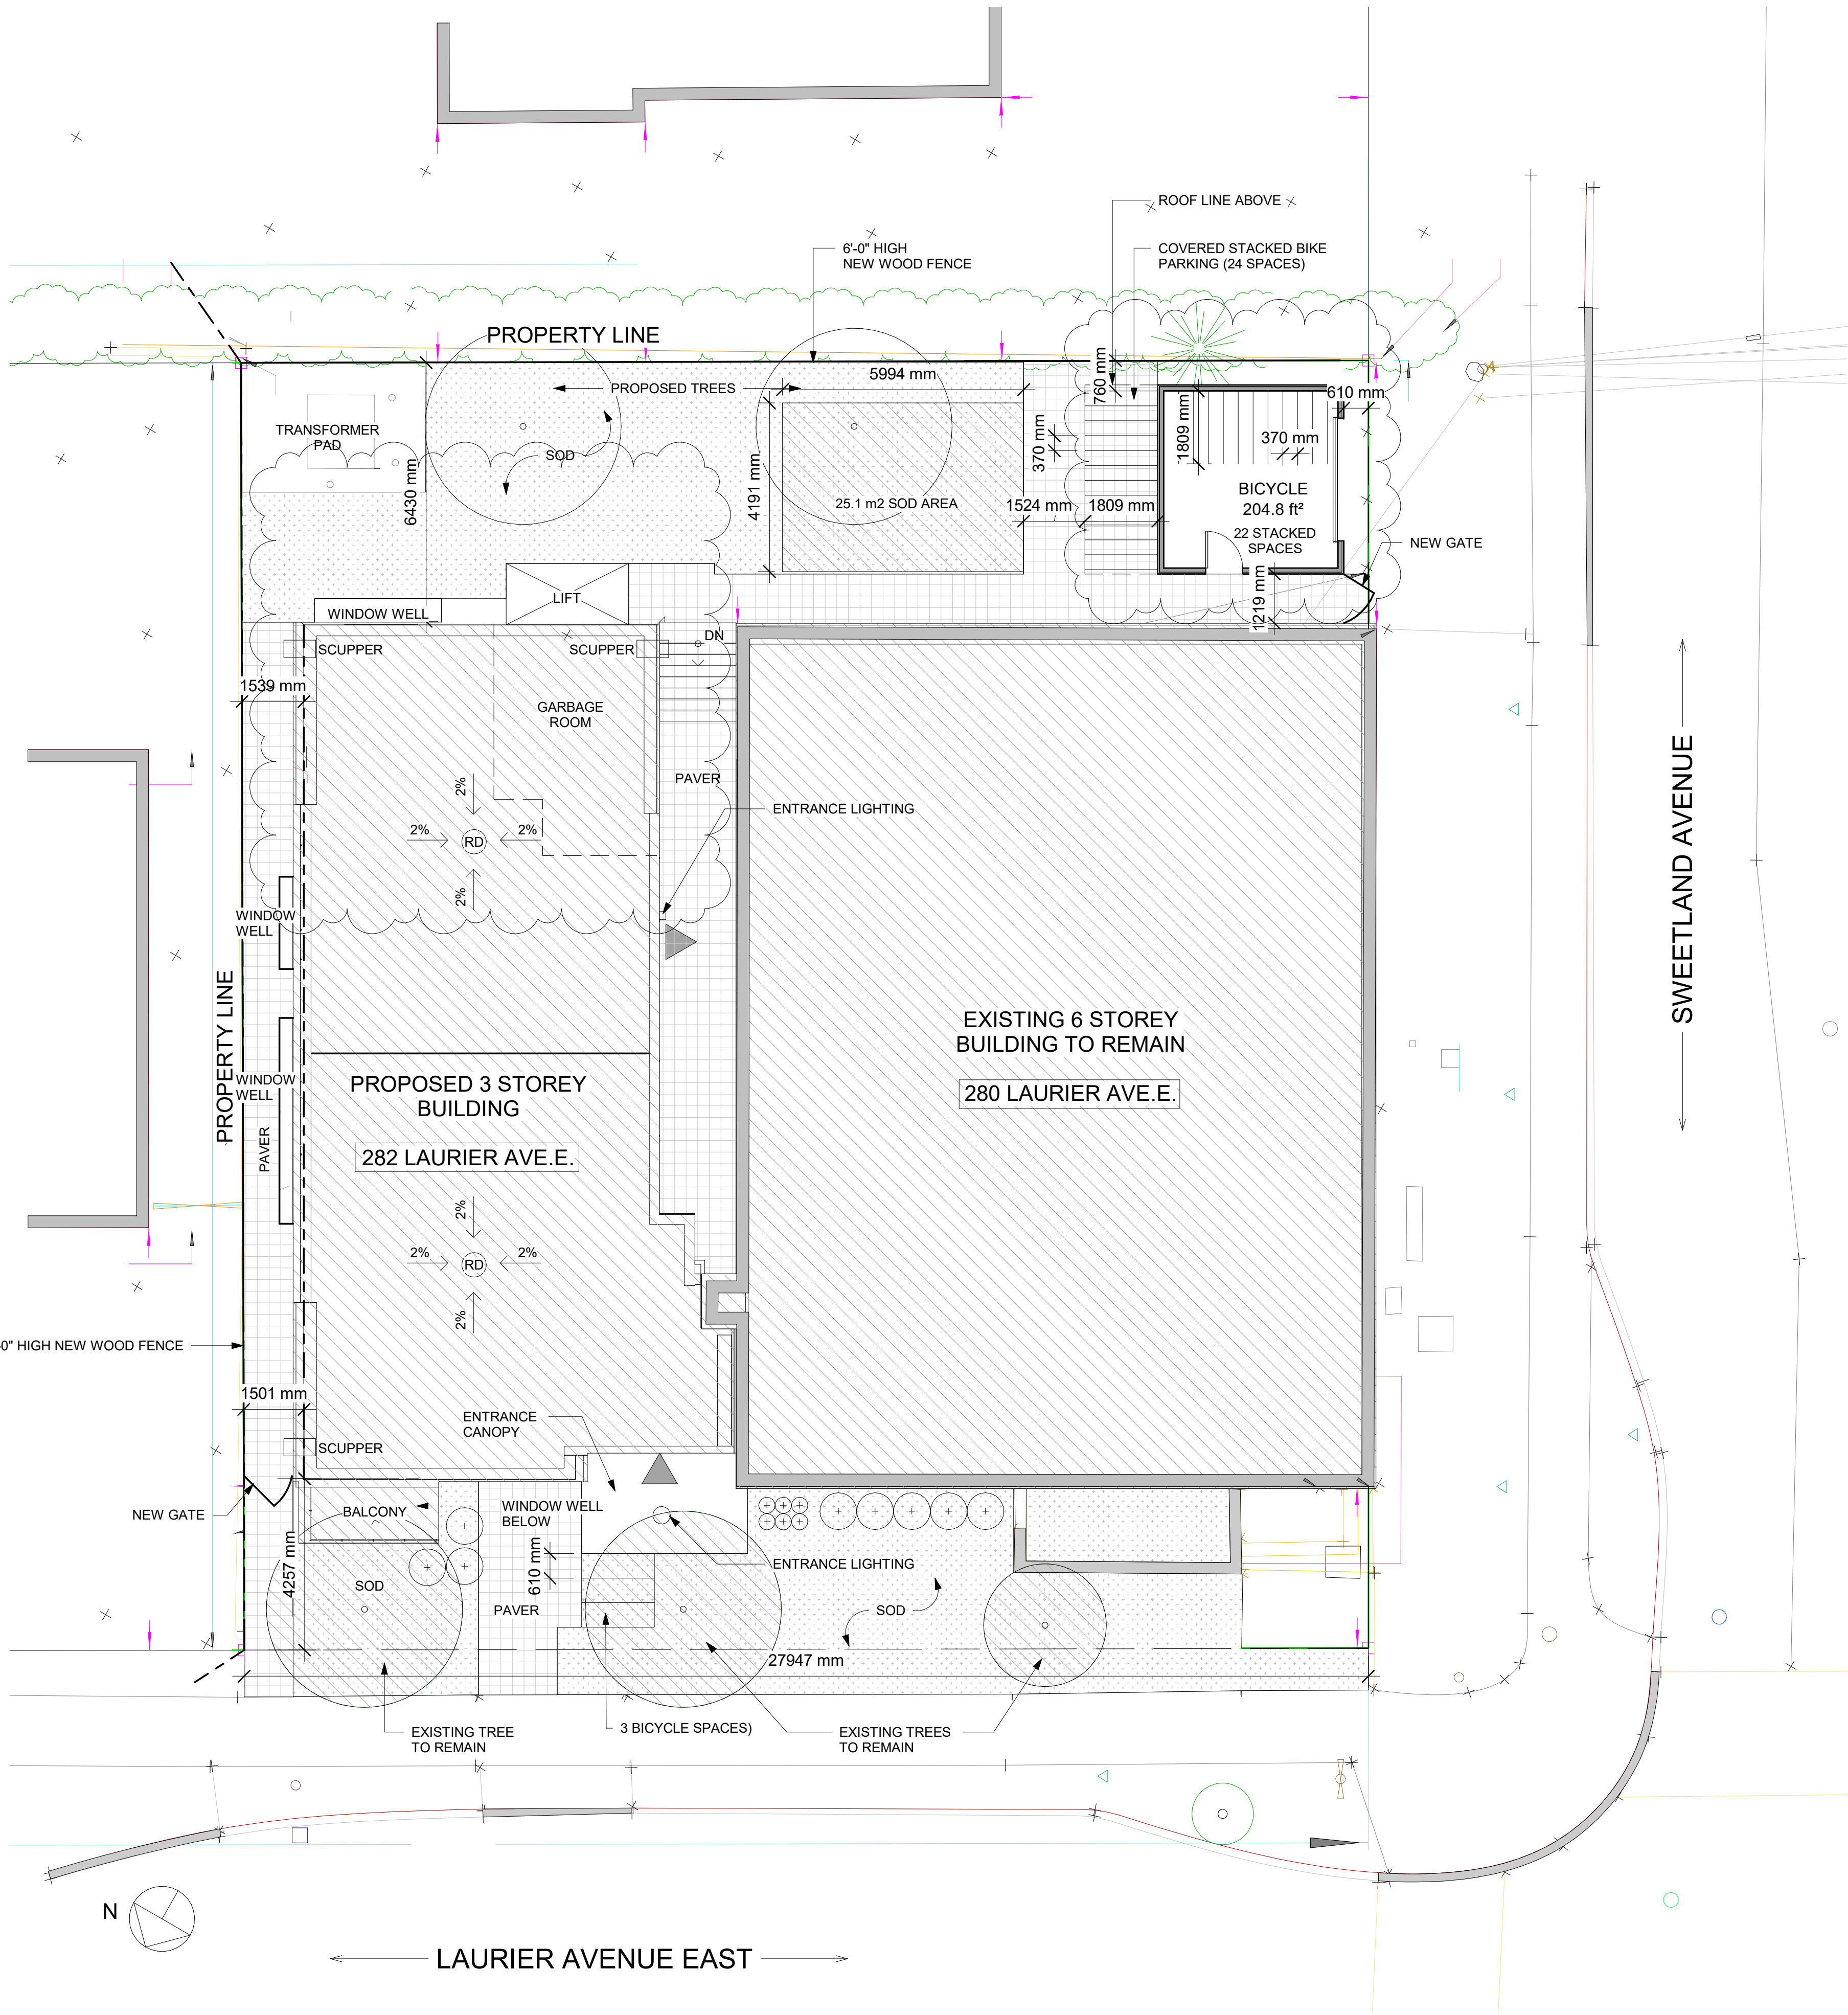 ROOF LINE ABOVE
6'-0" HIGH
NEW WOOD FENCE
COVERED STACKED BIKE
PARKING (24 SPACES)
PROPERTY LINE
PROPOSED TREES
5994 mm
760 mm
610 mm
TRANSFORMER
PAD
SOD
6430 mm
4191 mm
370 mm
1809 mm
370 mm
25.1 m2 SOD AREA
1524 mm
1809 mm
BICYCLE
204.8 ft²
22 STACKED
SPACES
NEW GATE
1219 mm
LIFT
WINDOW WELL
DN
SCUPPER
SCUPPER
1539 mm
GARBAGE
ROOM
PAVER
ENTRANCE LIGHTING
2%
2%
RD
2%
2%
WINDOW
WELL
SWEETLAND AVENUE
PROPERTY LINE
EXISTING 6 STOREY
BUILDING TO REMAIN
280 LAURIER AVE.E.
WINDOW
WELL
PROPOSED 3 STOREY
BUILDING
282 LAURIER AVE.E.
PAVER
2%
2%
RD
2%
2%
0" HIGH NEW WOOD FENCE
1501 mm
ENTRANCE
CANOPY
SCUPPER
NEW GATE
BALCONY
WINDOW WELL
BELOW
4257 mm
610 mm
ENTRANCE LIGHTING
SOD
PAVER
SOD
27947 mm
EXISTING TREE
TO REMAIN
3 BICYCLE SPACES)
EXISTING TREES
TO REMAIN
N
LAURIER AVENUE EAST